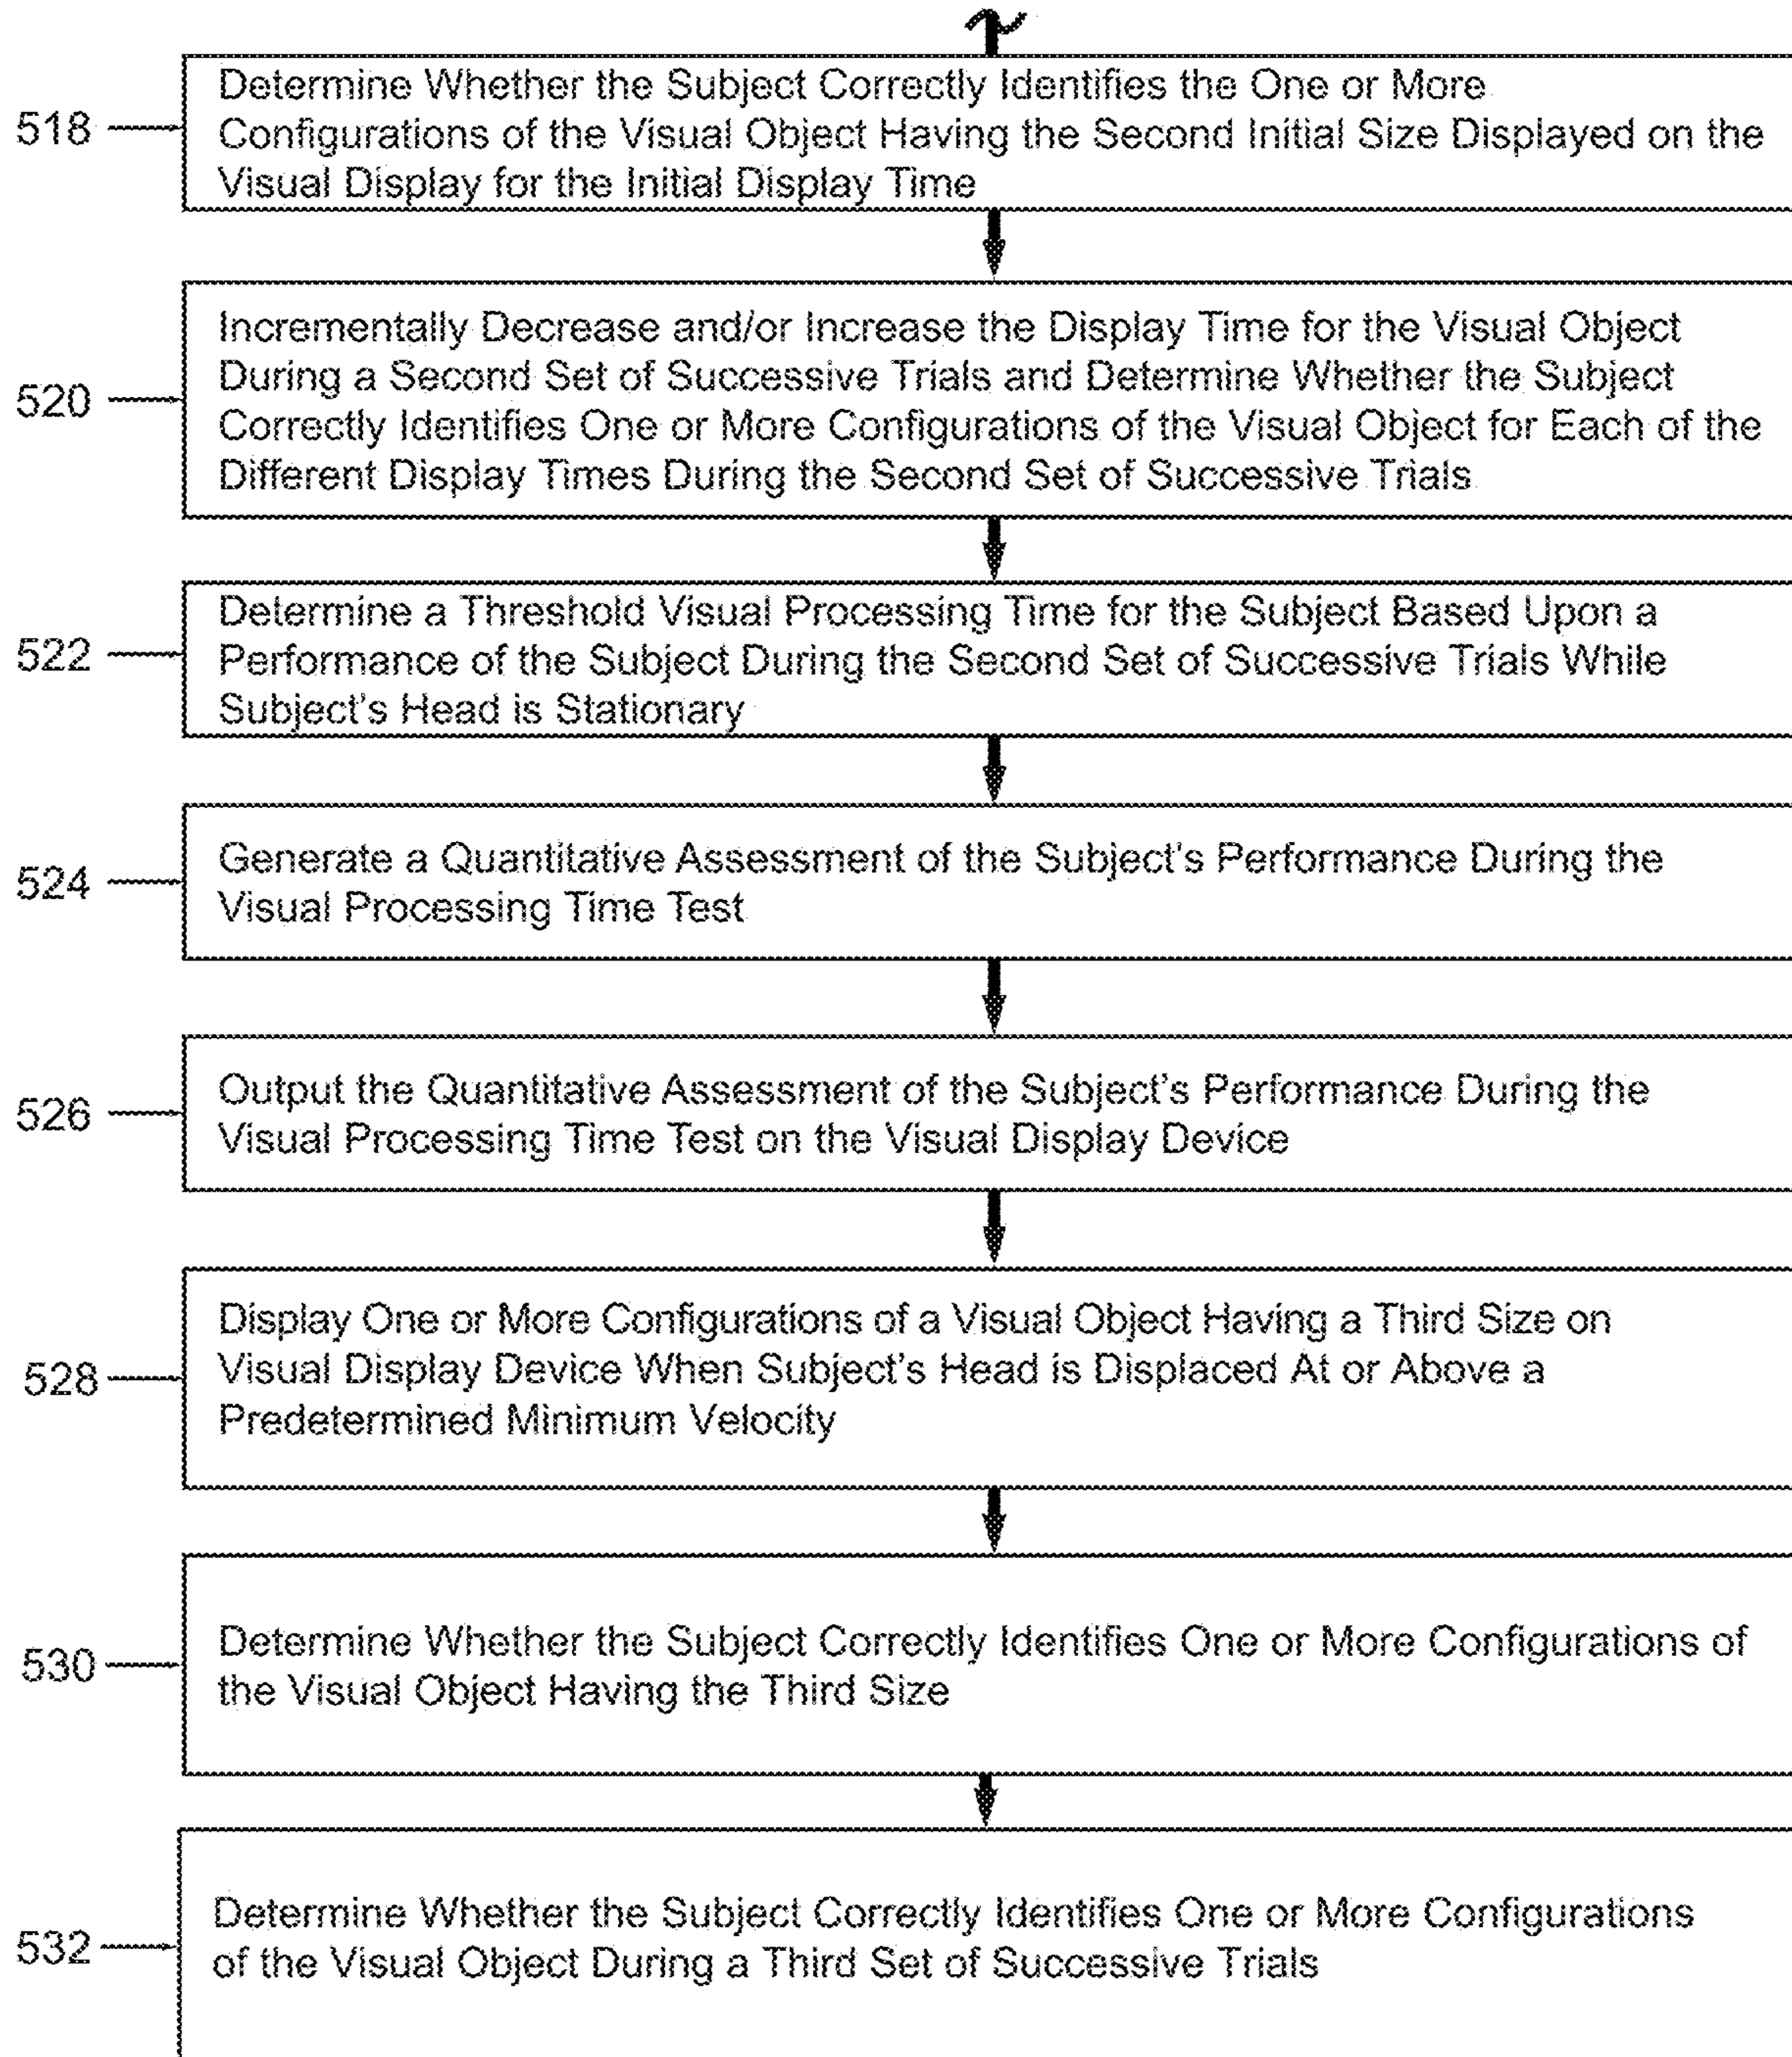 518
Determine Whether the Subject Correctly Identifies the One or More
Configurations of the Visual Object Having the Second Initial Size Displayed on the
Visual Display for the Initial Display Time
520
Incrementally Decrease and/or Increase the Display Time for the Visual Object
During a Second Set of Successive Trials and Determine Whether the Subject
Correctly Identifies One or More Configurations of the Visual Object for Each of the
Different Display Times During the Second Set of Successive Trials
522
Determine a Threshold Visual Processing Time for the Subject Based Upon a
Performance of the Subject During the Second Set of Successive Trials While
Subject's Head is Stationary
524
Generate a Quantitative Assessment of the Subject's Performance During the
Visual Processing Time Test
526
Output the Quantitative Assessment of the Subject's Performance During the
Visual Processing Time Test on the Visual Display Device
528
Display One or More Configurations of a Visual Object Having a Third Size on
Visual Display Device When Subject's Head is Displaced At or Above a
Predetermined Minimum Velocity
530
Determine Whether the Subject Correctly Identifies One or More Configurations of
the Visual Object Having the Third Size
532
Determine Whether the Subject Correctly Identifies One or More Configurations
of the Visual Object During a Third Set of Successive Trials